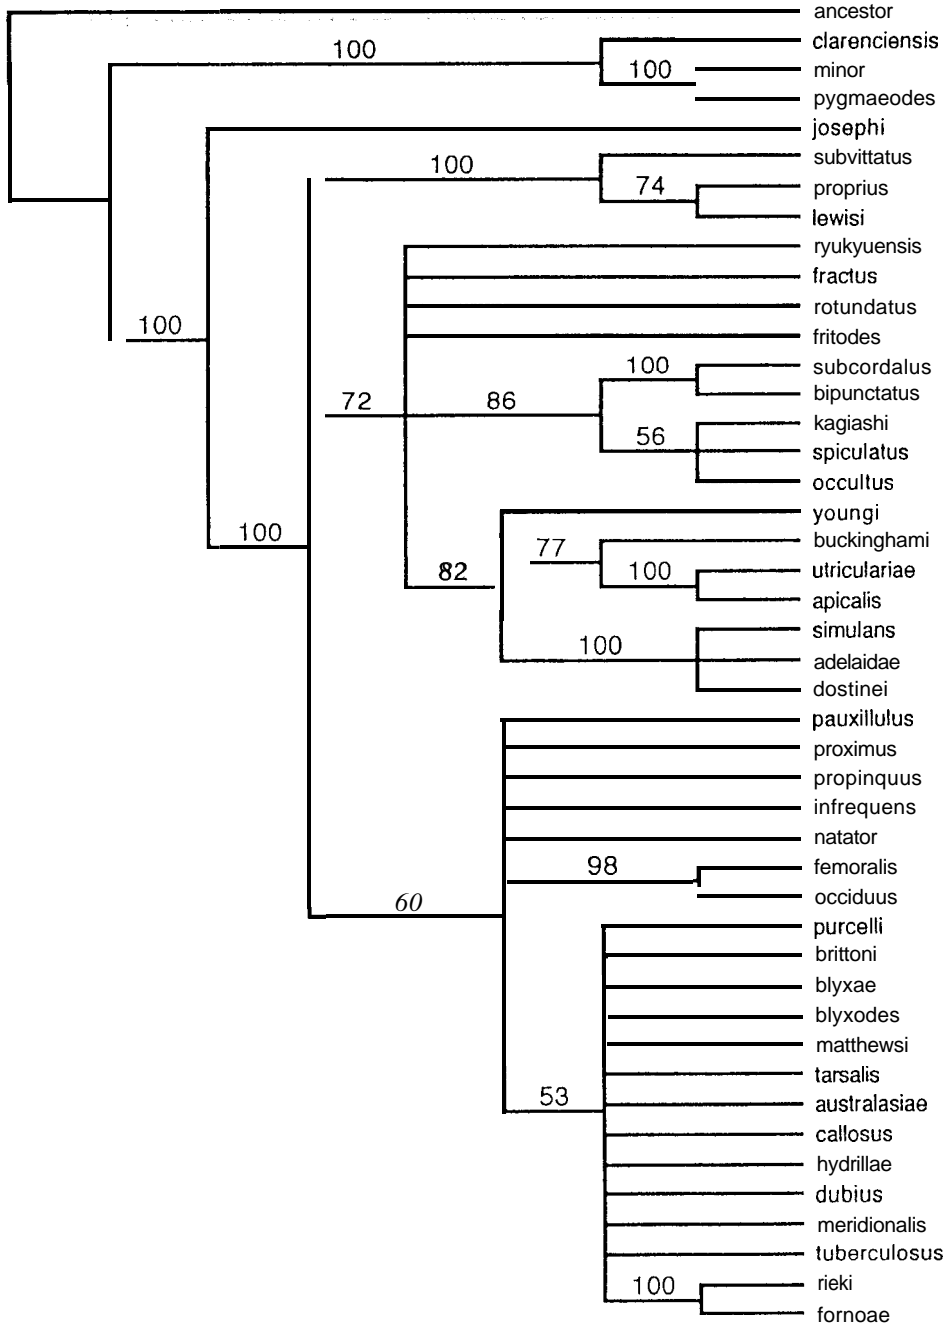 ancestor
clarenciensis
100
minor
100
pygmaeodes
josephi
subvittatus
100
proprius
74
lewisi
ryukyuensis
fractus
rotundatus
100
fritodes
subcordalus
100
bipunctatus
72
86
kagiashi
56
spiculatus
occultus
youngi
100
buckinghami
77
utriculariae
82
100
apicalis
simulans
100
adelaidae
dostinei
pauxillulus
proximus
propinquus
infrequens
natator
femoralis
98
occiduus
60
purcelli
brittoni
blyxae
blyxodes
matthewsi
tarsalis
53
australasiae
callosus
hydrillae
dubius
meridionalis
tuberculosus
rieki
100
fornoae